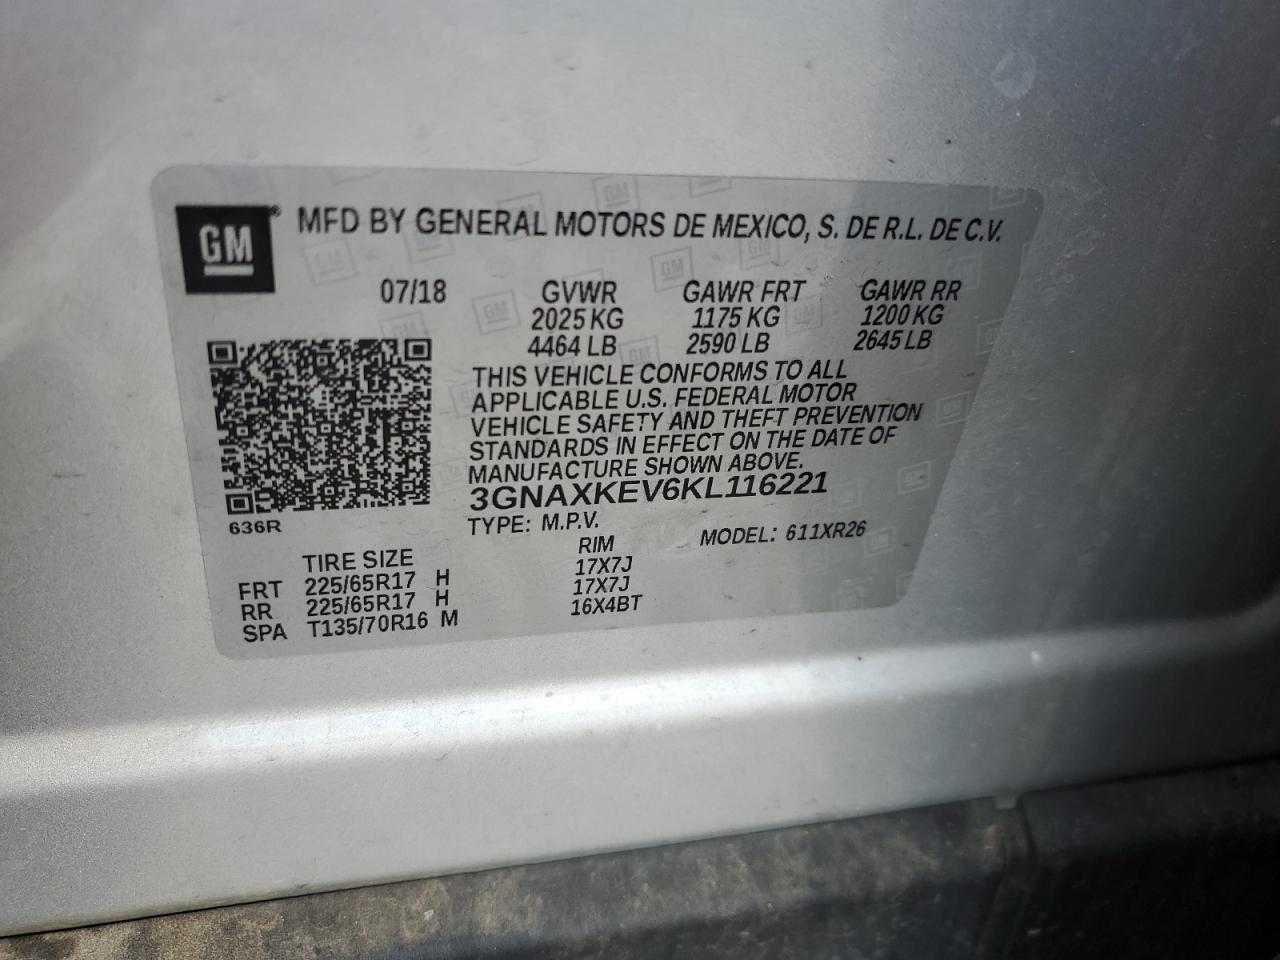 GM® MFD BY GENERAL MOTORS DE MEXICO, S. DE R.L. DE C.V.
07/18 GVWR GAWR FRT GAWR RR
2025 KG 1175 KG 1200 KG
4464 LB 2590 LB 2645 LB
THIS VEHICLE CONFORMS TO ALL
APPLICABLE U.S. FEDERAL MOTOR
VEHICLE SAFETY AND THEFT PREVENTION
STANDARDS IN EFFECT ON THE DATE OF
MANUFACTURE SHOWN ABOVE.
3GNAXKEV6KL116221
636R TYPE: M.P.V. MODEL: 611XR26
TIRE SIZE RIM
FRT 225/65R17 H 17X7J
RR 225/65R17 H 17X7J
SPA T135/70R16 M 16X4BT